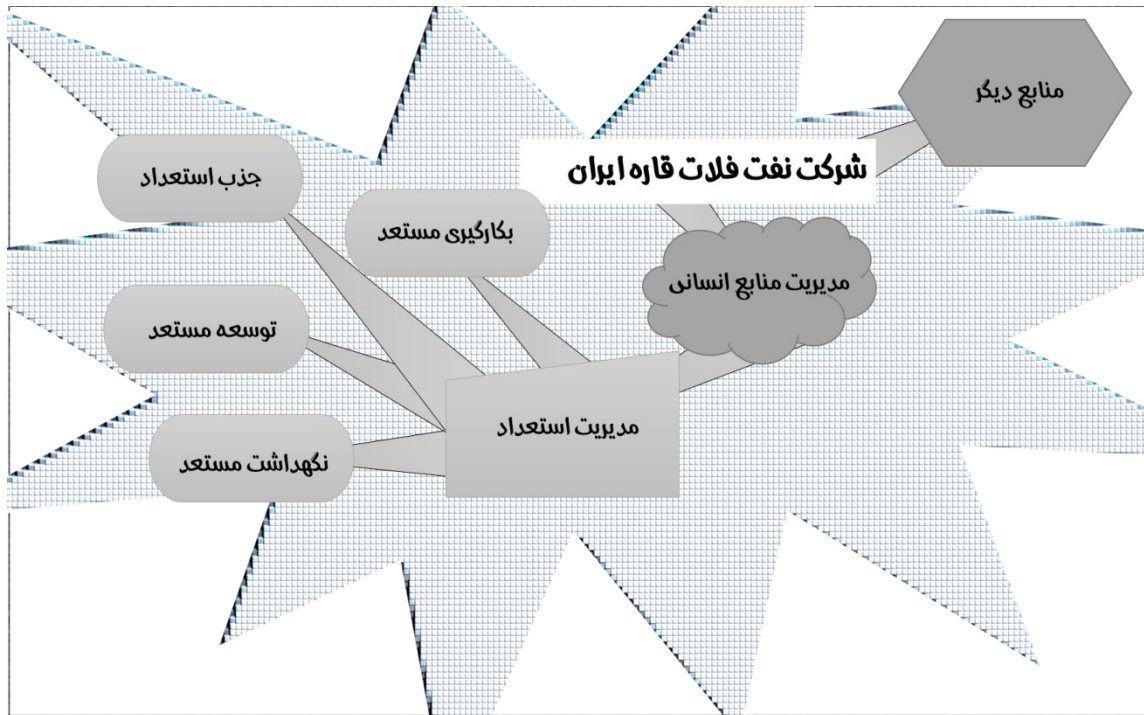 منابع دیگر
شرکت نفت فلات قاره ایران
جذب استعداد
بکارگیری مستعد
مدیریت منابع انسانی
توسعه مستعد
مدیریت استعداد
نگهداشت مستعد